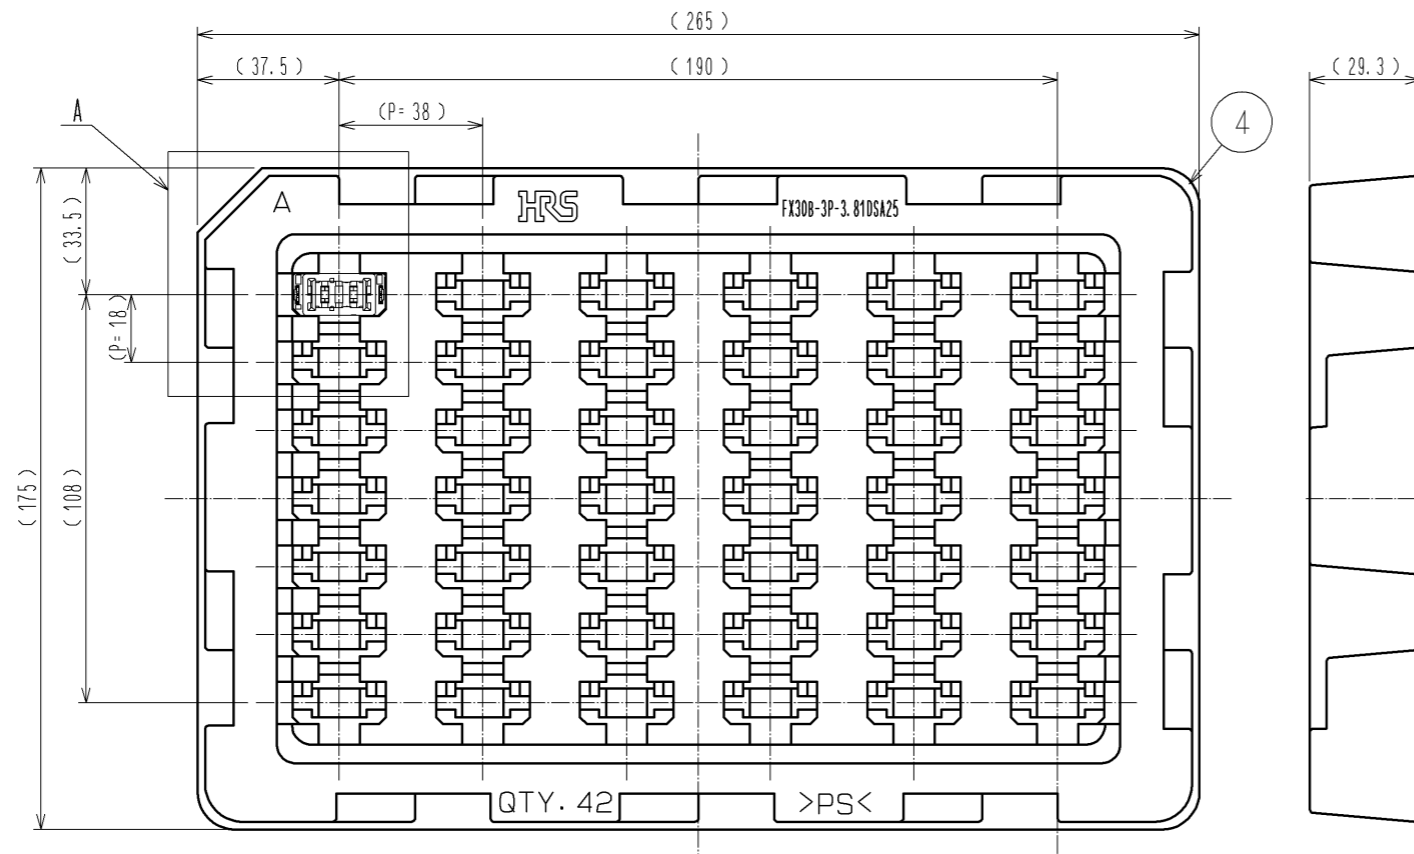 ( 265 )
( 37.5 )
( 190 )
( 29.3 )
(P= 38 )
A
4
( 33.5 )
A
HRS
FX30B-3P-3.81DSA25
(P= 18)
( 175 )
( 108 )
QTY. 42
>PS<